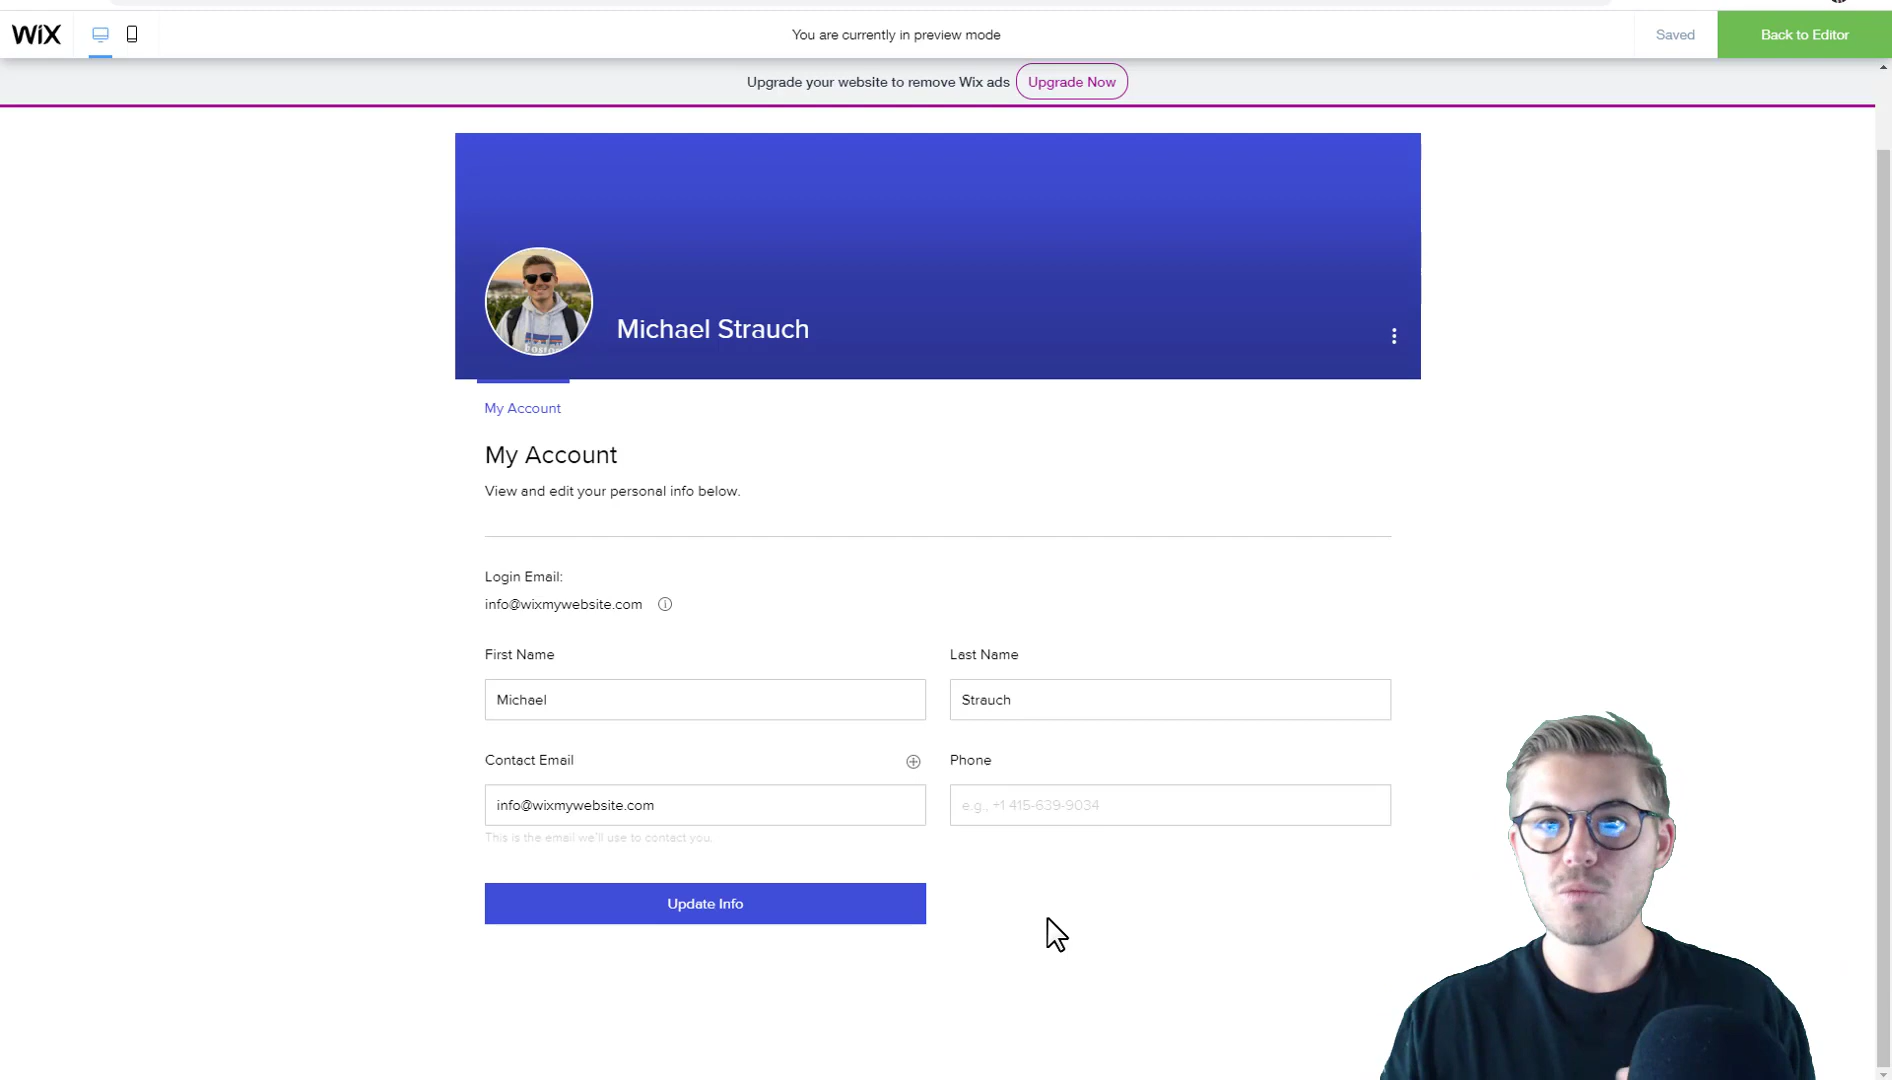 WiX
You are currently in preview mode
Saved
Back to Editor
Upgrade your website to remove Wix ads
Upgrade Now
Michael Strauch
My Account
My Account
View and edit your personal info below.
Login Email:
info@wixmywebsite.com
First Name
Last Name
Michael
Strauch
Contact Email
Phone
info@wixmywebsite.com
e.g., +1 415-639-9034
This is the email we'll use to contact you.
Update Info